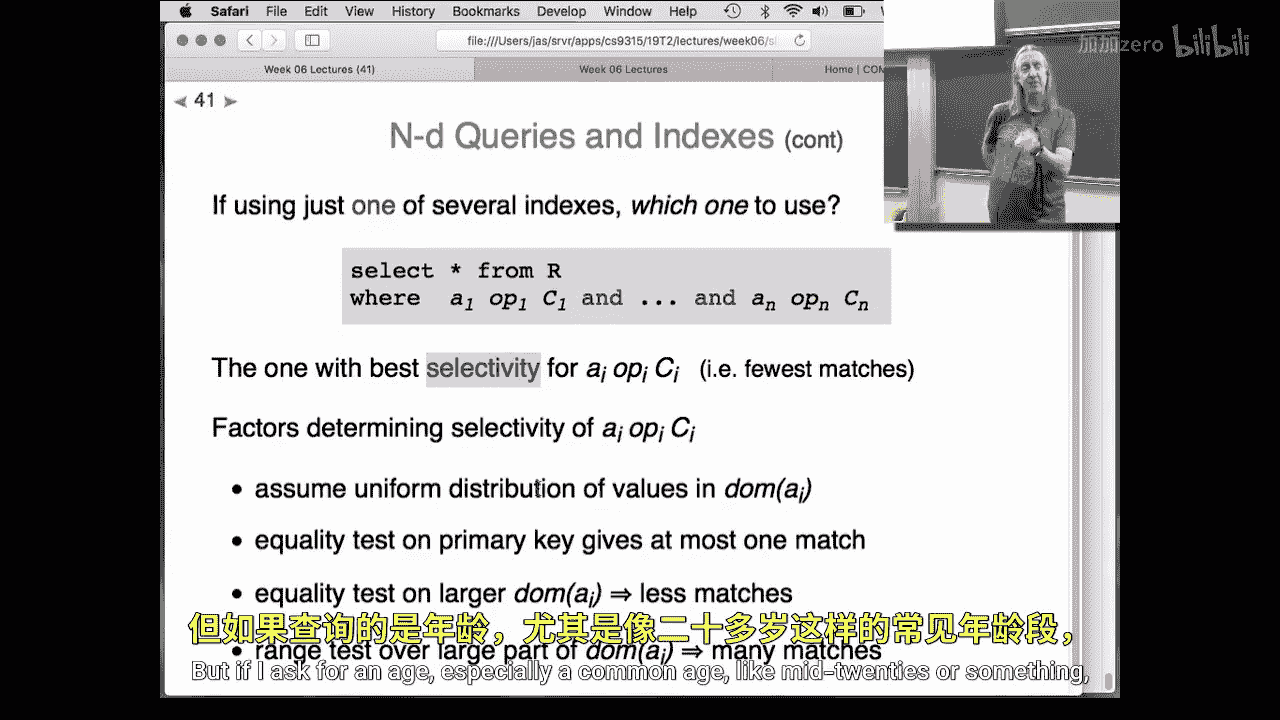 Safari File Edit View History Bookmarks Develop Window Help
file:///Users/jas/srvr/apps/cs9315/19T2/lectures/week06/sl
Week 06 Lectures (41) Week 06 Lectures Home | COM
加加zero bilibili
41
N-d Queries and Indexes (cont)
If using just one of several indexes, which one to use?
select * from R
where a1 op1 C1 and ... and an opn Cn
The one with best selectivity for ai opi Ci (i.e. fewest matches)
Factors determining selectivity of ai opi Ci
• assume uniform distribution of values in dom(ai)
• equality test on primary key gives at most one match
• equality test on larger dom(ai) ⇒ less matches
• range test over large part of dom(ai) ⇒ many matches
但如果查询的是年龄，尤其是像二十多岁这样的常见年龄段，
But if I ask for an age, especially a common age, like mid-twenties or something,